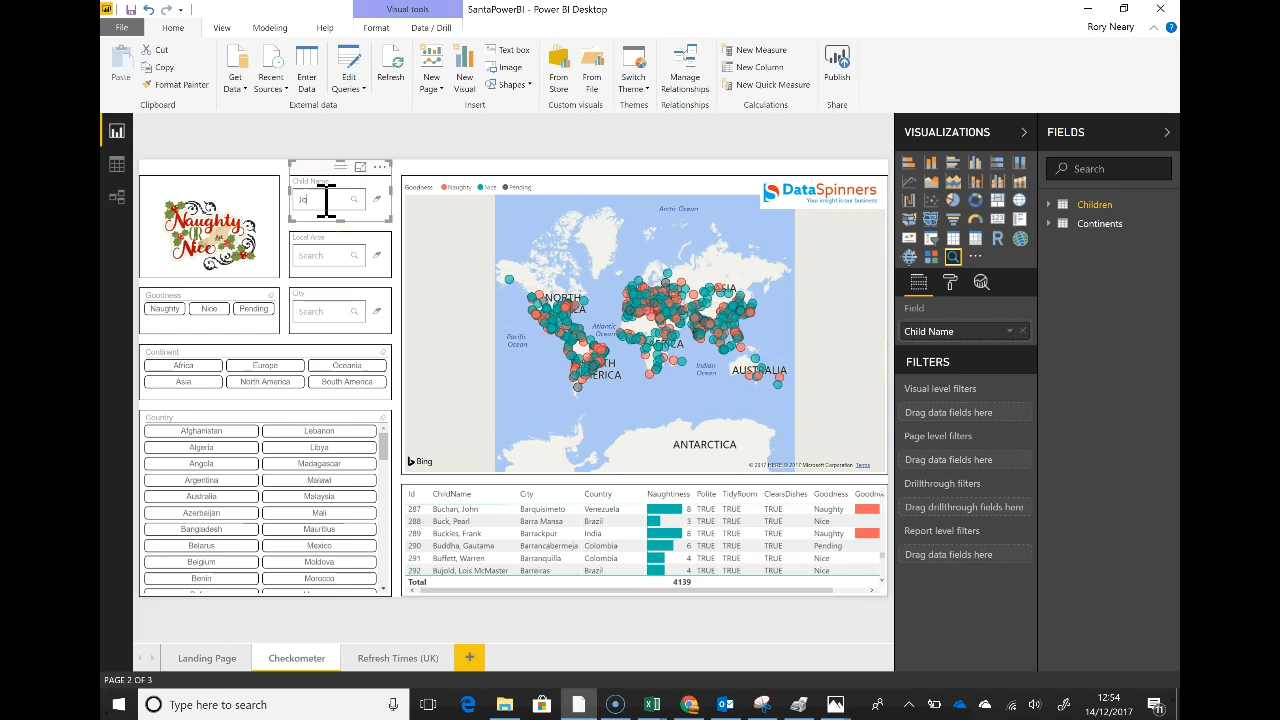 Visual tools
SantaPowerBI - Power BI Desktop
File
Home
View
Modeling
Help
Format
Data / Drill
Rory Neary
Paste
Cut
Copy
Format Painter
Clipboard
Get Data
Recent Sources
Enter Data
Edit Queries
Refresh
External data
New Page
New Visual
Text box
Image
Shapes
Insert
From Store
From File
Custom visuals
Switch Theme
Themes
Manage Relationships
Relationships
New Measure
New Column
New Quick Measure
Calculations
Publish
Share
Naughty
Nice
Child Name
Jo
Local Area
Search
City
Search
Goodness
Naughty Nice Pending
Continent
Africa Europe Oceania
Asia North America South America
Country
Afghanistan Lebanon
Algeria Libya
Angola Madagascar
Argentina Malawi
Australia Malaysia
Azerbaijan Mali
Bangladesh Mauritius
Belarus Mexico
Belgium Moldova
Benin Morocco
Goodness Naughty Nice Pending
DataSpinners
Your insight is our business
Arctic Ocean
NORTH
Pacific Ocean
Atlantic Ocean
Indian Ocean
AUSTRALIA
ANTARCTICA
Bing
© 2017 HERE © 2017 Microsoft Corporation Terms
Id ChildName City Country Naughtiness Polite TidyRoom ClearsDishes Goodness
287 Buchan, John Barquisimeto Venezuela 8 TRUE TRUE TRUE Naughty
288 Buck, Pearl Barra Mansa Brazil 3 TRUE TRUE TRUE Nice
289 Buckles, Frank Barrackpur India 8 TRUE TRUE TRUE Naughty
290 Buddha, Gautama Barrancabermeja Colombia 6 TRUE TRUE TRUE Pending
291 Buffett, Warren Barranquilla Colombia 4 TRUE TRUE TRUE Nice
292 Bujold, Lois McMaster Barreiras Brazil 4 TRUE TRUE TRUE Nice
Total 4139
VISUALIZATIONS
R
Field
Child Name
FILTERS
Visual level filters
Drag data fields here
Page level filters
Drag data fields here
Drillthrough filters
Drag drillthrough fields here
Report level filters
Drag data fields here
FIELDS
Search
Children
Continents
Landing Page
Checkometer
Refresh Times (UK)
PAGE 2 OF 3
Type here to search
12:54
14/12/2017
11